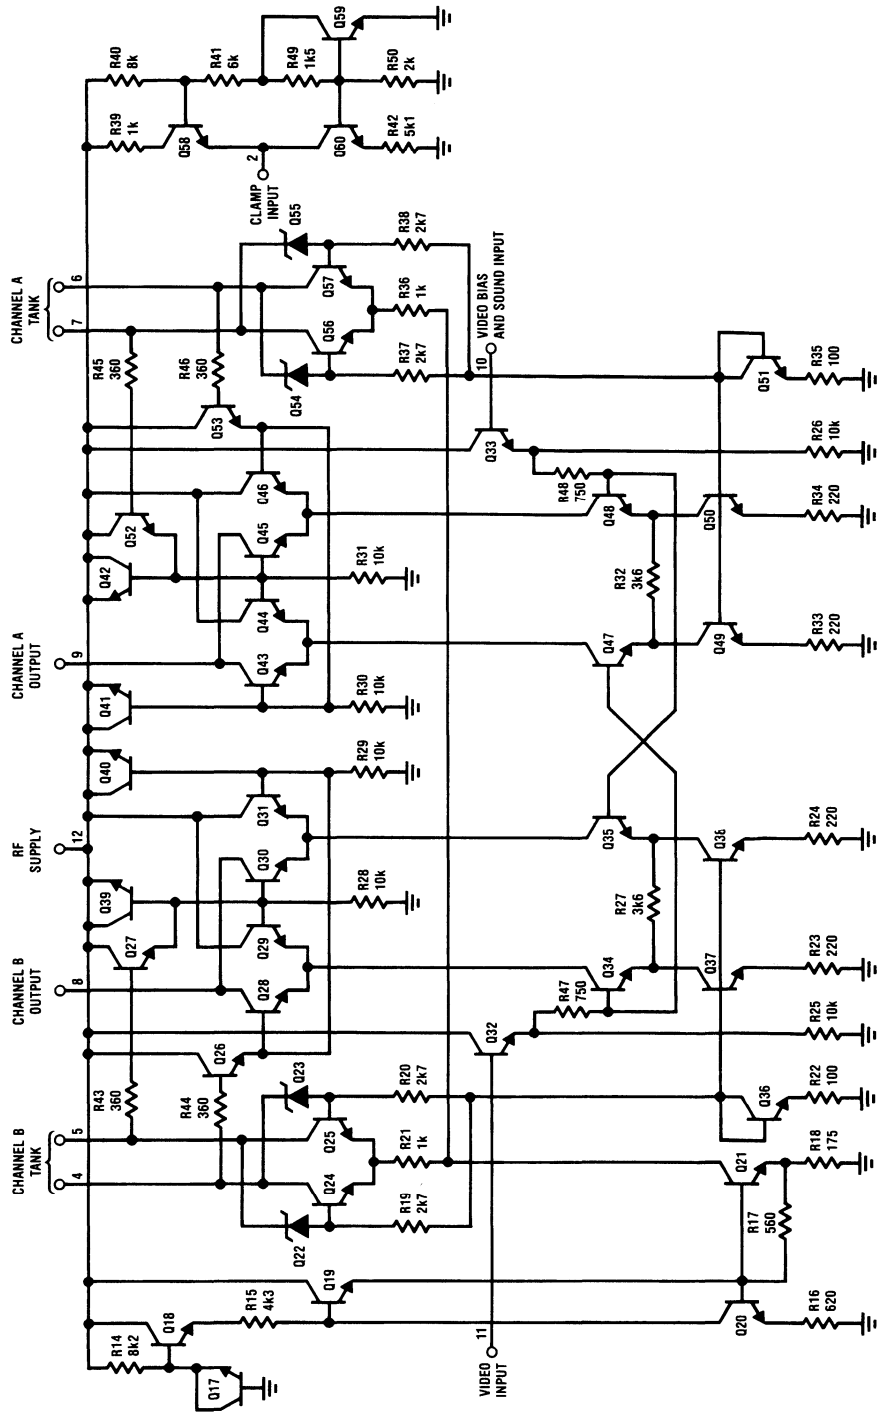 CHANNEL B
TANK
4
5
CHANNEL B
OUTPUT
8
RF
SUPPLY
12
CHANNEL A
OUTPUT
9
CHANNEL A
TANK
7
6
R14
8k2
Q17
Q18
R15
4k3
Q19
R43
360
R44
360
Q26
Q22
Q23
Q24
Q25
R19
2k7
R21
1k
R20
2k7
Q27
Q39
Q28
Q29
Q30
Q31
R28
10k
Q40
R29
10k
Q41
R30
10k
Q43
Q44
Q45
Q46
R31
10k
Q42
Q52
R45
360
R46
360
Q53
Q54
Q55
Q56
Q57
R37
2k7
R36
1k
R38
2k7
R39
1k
R40
8k
Q58
R41
6k
R49
1k5
Q59
2
CLAMP
INPUT
Q60
R42
5k1
R50
2k
11
VIDEO
INPUT
Q32
R47
750
Q34
R27
3k6
Q35
Q47
R32
3k6
Q48
R48
750
Q33
10
VIDEO BIAS
AND SOUND INPUT
Q20
R16
620
R17
560
Q21
R18
175
Q36
R22
100
R25
10k
Q37
R23
220
Q38
R24
220
Q49
R33
220
Q50
R34
220
R26
10k
Q51
R35
100